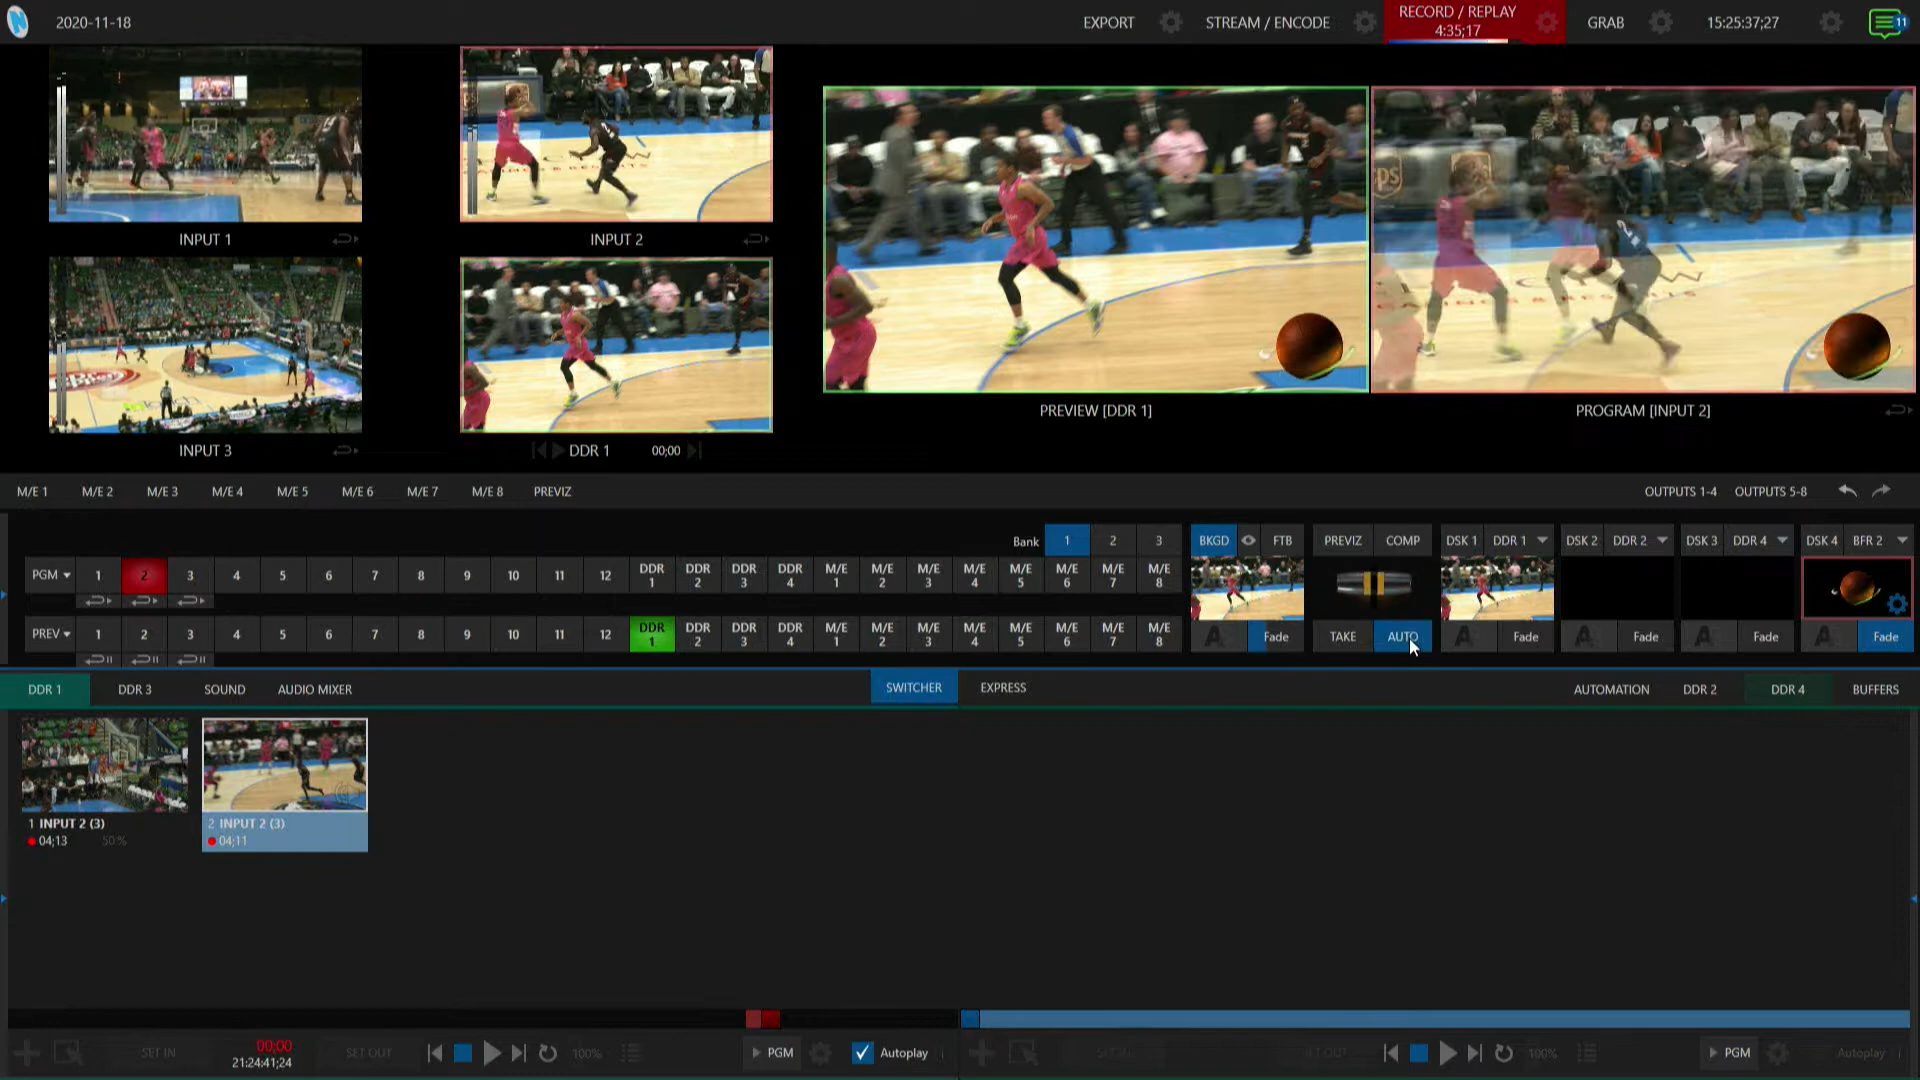 2020-11-18
EXPORT
STREAM / ENCODE
RECORD / REPLAY
4:35;17
GRAB
15:25:37;27
11
INPUT 1
INPUT 2
INPUT 3
DDR 1
00;00
PREVIEW [DDR 1]
PROGRAM [INPUT 2]
M/E 1
M/E 2
M/E 3
M/E 4
M/E 5
M/E 6
M/E 7
M/E 8
PREVIZ
OUTPUTS 1-4
OUTPUTS 5-8
Bank
1
2
3
BKGD
FTB
PREVIZ
COMP
DSK 1
DDR 1
DSK 2
DDR 2
DSK 3
DDR 4
DSK 4
BFR 2
PGM
1
2
3
4
5
6
7
8
9
10
11
12
DDR 1
DDR 2
DDR 3
DDR 4
M/E 1
M/E 2
M/E 3
M/E 4
M/E 5
M/E 6
M/E 7
M/E 8
PREV
1
2
3
4
5
6
7
8
9
10
11
12
DDR 1
DDR 2
DDR 3
DDR 4
M/E 1
M/E 2
M/E 3
M/E 4
M/E 5
M/E 6
M/E 7
M/E 8
Fade
TAKE
AUTO
Fade
Fade
Fade
Fade
DDR 1
DDR 3
SOUND
AUDIO MIXER
SWITCHER
EXPRESS
AUTOMATION
DDR 2
DDR 4
BUFFERS
1 INPUT 2 (3)
04;13
50%
2 INPUT 2 (3)
04;11
SET IN
00;00
21:24:41;24
SET OUT
100%
PGM
Autoplay
100%
PGM
Autoplay